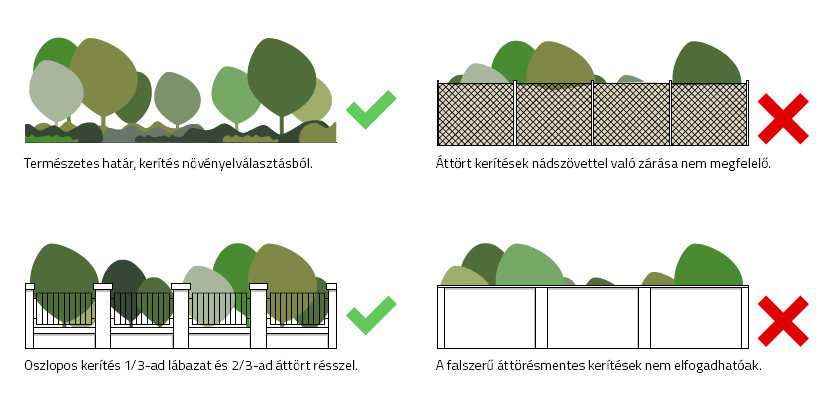 Természetes határ, kerítés növényelválasztásból.
Áttört kerítések nádszövettel való zárása nem megfelelő.
Oszlopos kerítés 1/3-ad lábazat és 2/3-ad áttört résszel.
A falszerű áttörésmentes kerítések nem elfogadhatóak.